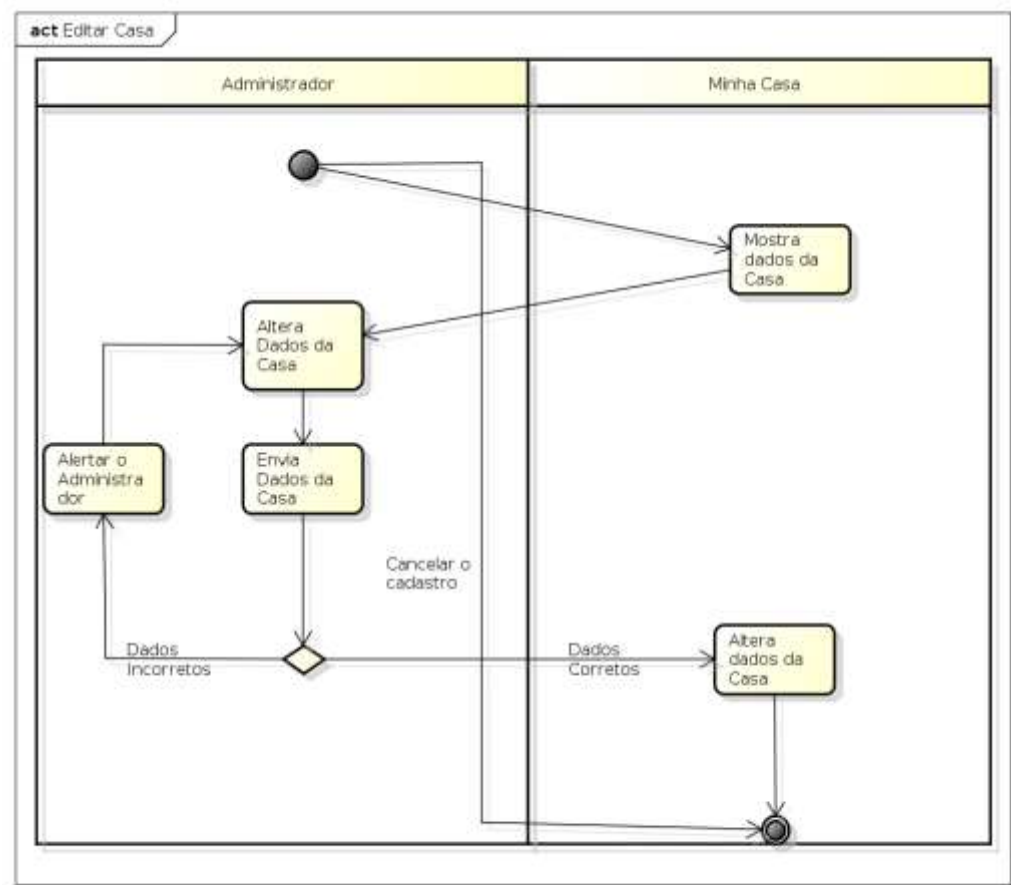 act Editar Casa
Administrador
Minha Casa
Mostra
dados da
Casa
Altera
Dados da
Casa
Alertar o
Administra
dor
Envia
Dados da
Casa
Cancelar o
cadastro
Dados
Incorretos
Dados
Corretos
Altera
dados da
Casa